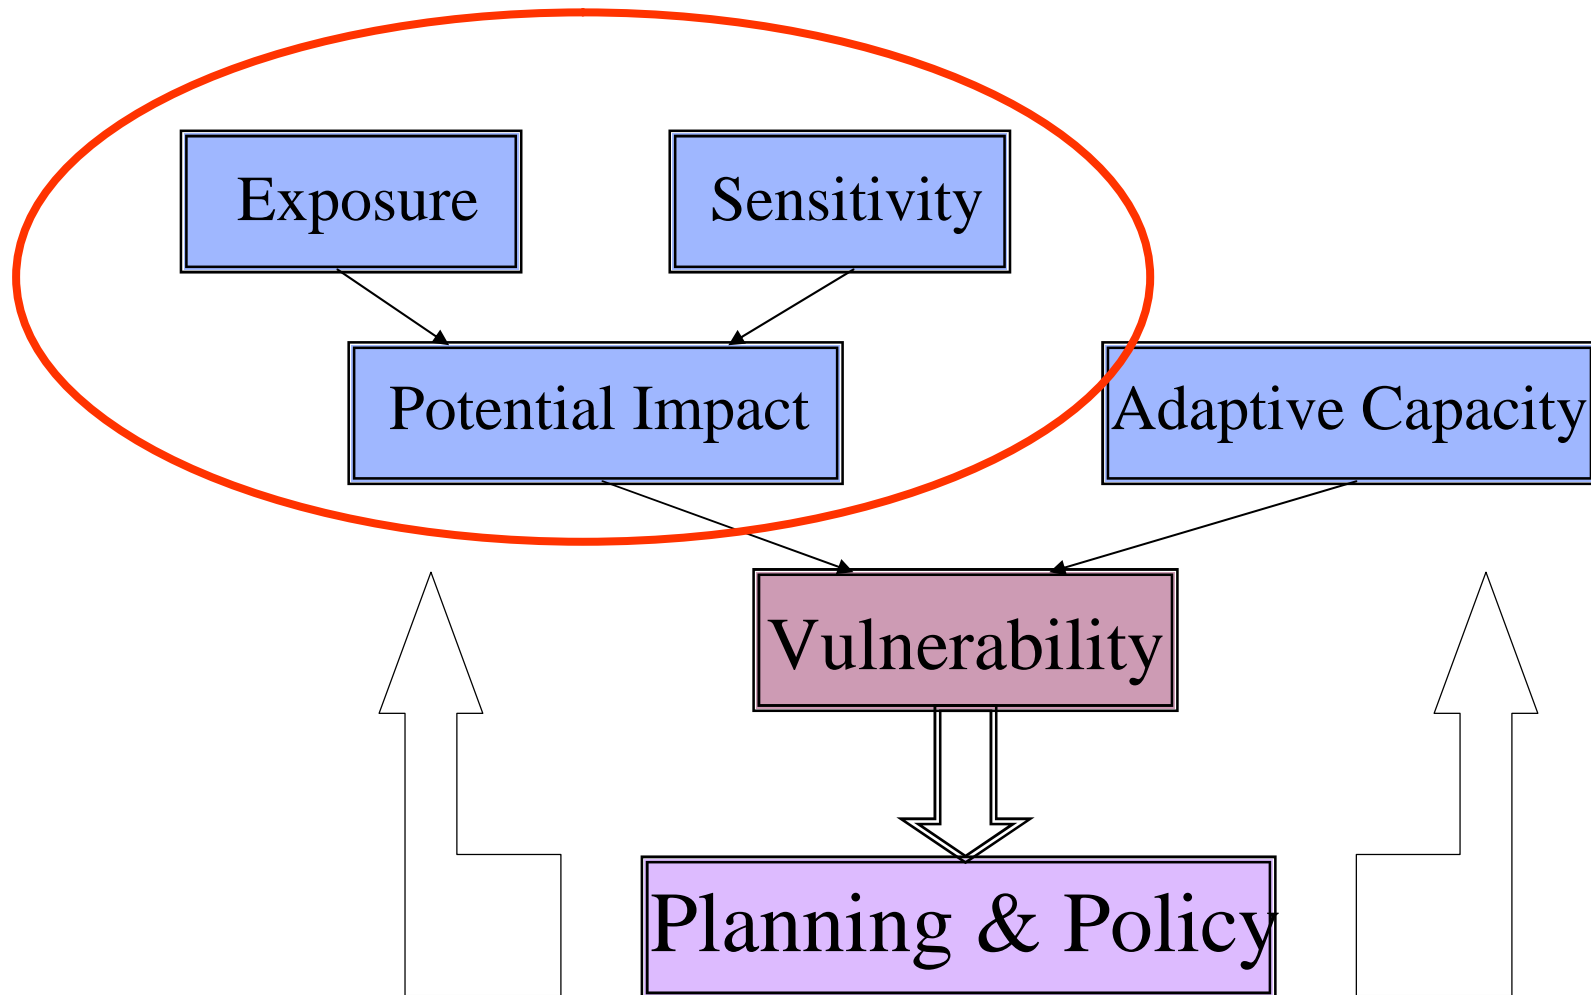 Exposure
Sensitivity
Potential Impact
Adaptive Capacity
Vulnerability
Planning & Policy